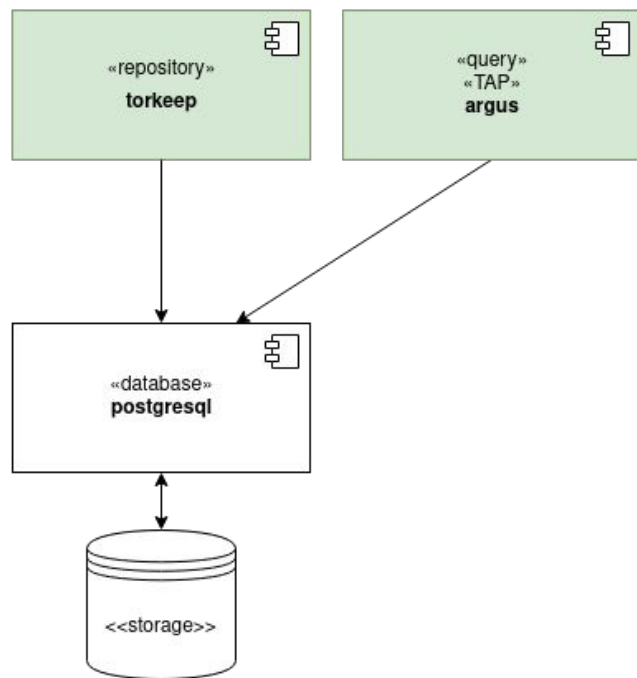 «repository»
torkeep
«query»
«TAP»
argus
«database»
postgresql
<<storage>>